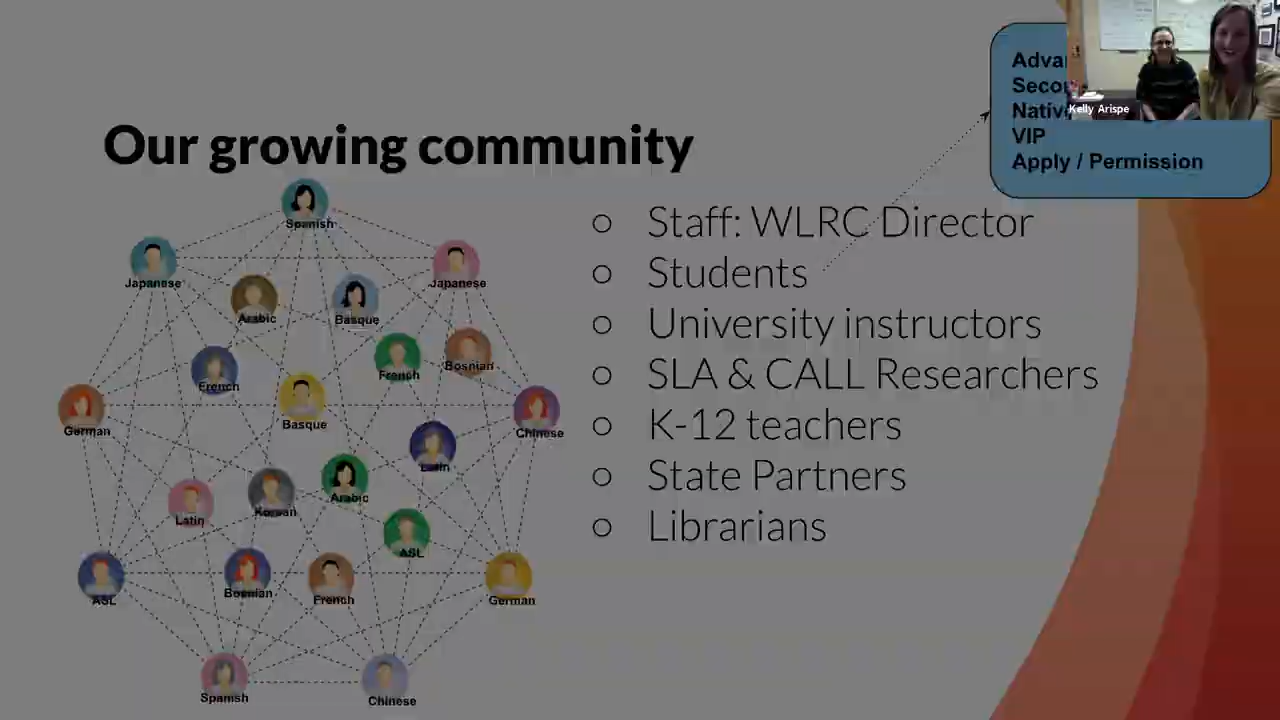 Our growing community
Adva
Seco
Nativ
VIP
Apply / Permission
Kelly Arispe
Staff: WLRC Director
Students
University instructors
SLA & CALL Researchers
K-12 teachers
State Partners
Librarians
Spanish
Japanese
Japanese
Arabic
Basque
French
French
Bosnian
German
Basque
Chinese
Latin
Latin
Korean
Arabic
ASL
ASL
Bosnian
French
German
Spanish
Chinese